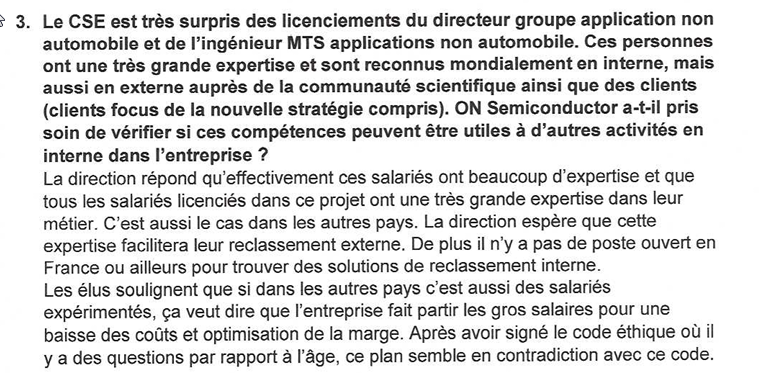 3. Le CSE est très surpris des licenciements du directeur groupe application non
automobile et de l'ingénieur MTS applications non automobile. Ces personnes
ont une très grande expertise et sont reconnus mondialement en interne, mais
aussi en externe auprès de la communauté scientifique ainsi que des clients
(clients focus de la nouvelle stratégie compris). ON Semiconductor a-t-il pris
soin de vérifier si ces compétences peuvent être utiles à d'autres activités en
interne dans l'entreprise ?
La direction répond qu'effectivement ces salariés ont beaucoup d'expertise et que
tous les salariés licenciés dans ce projet ont une très grande expertise dans leur
métier. C'est aussi le cas dans les autres pays. La direction espère que cette
expertise facilitera leur reclassement externe. De plus il n'y a pas de poste ouvert en
France ou ailleurs pour trouver des solutions de reclassement interne.
Les élus soulignent que si dans les autres pays c'est aussi des salariés
expérimentés, ça veut dire que l'entreprise fait partir les gros salaires pour une
baisse des coûts et optimisation de la marge. Après avoir signé le code éthique où il
y a des questions par rapport à l'âge, ce plan semble en contradiction avec ce code.